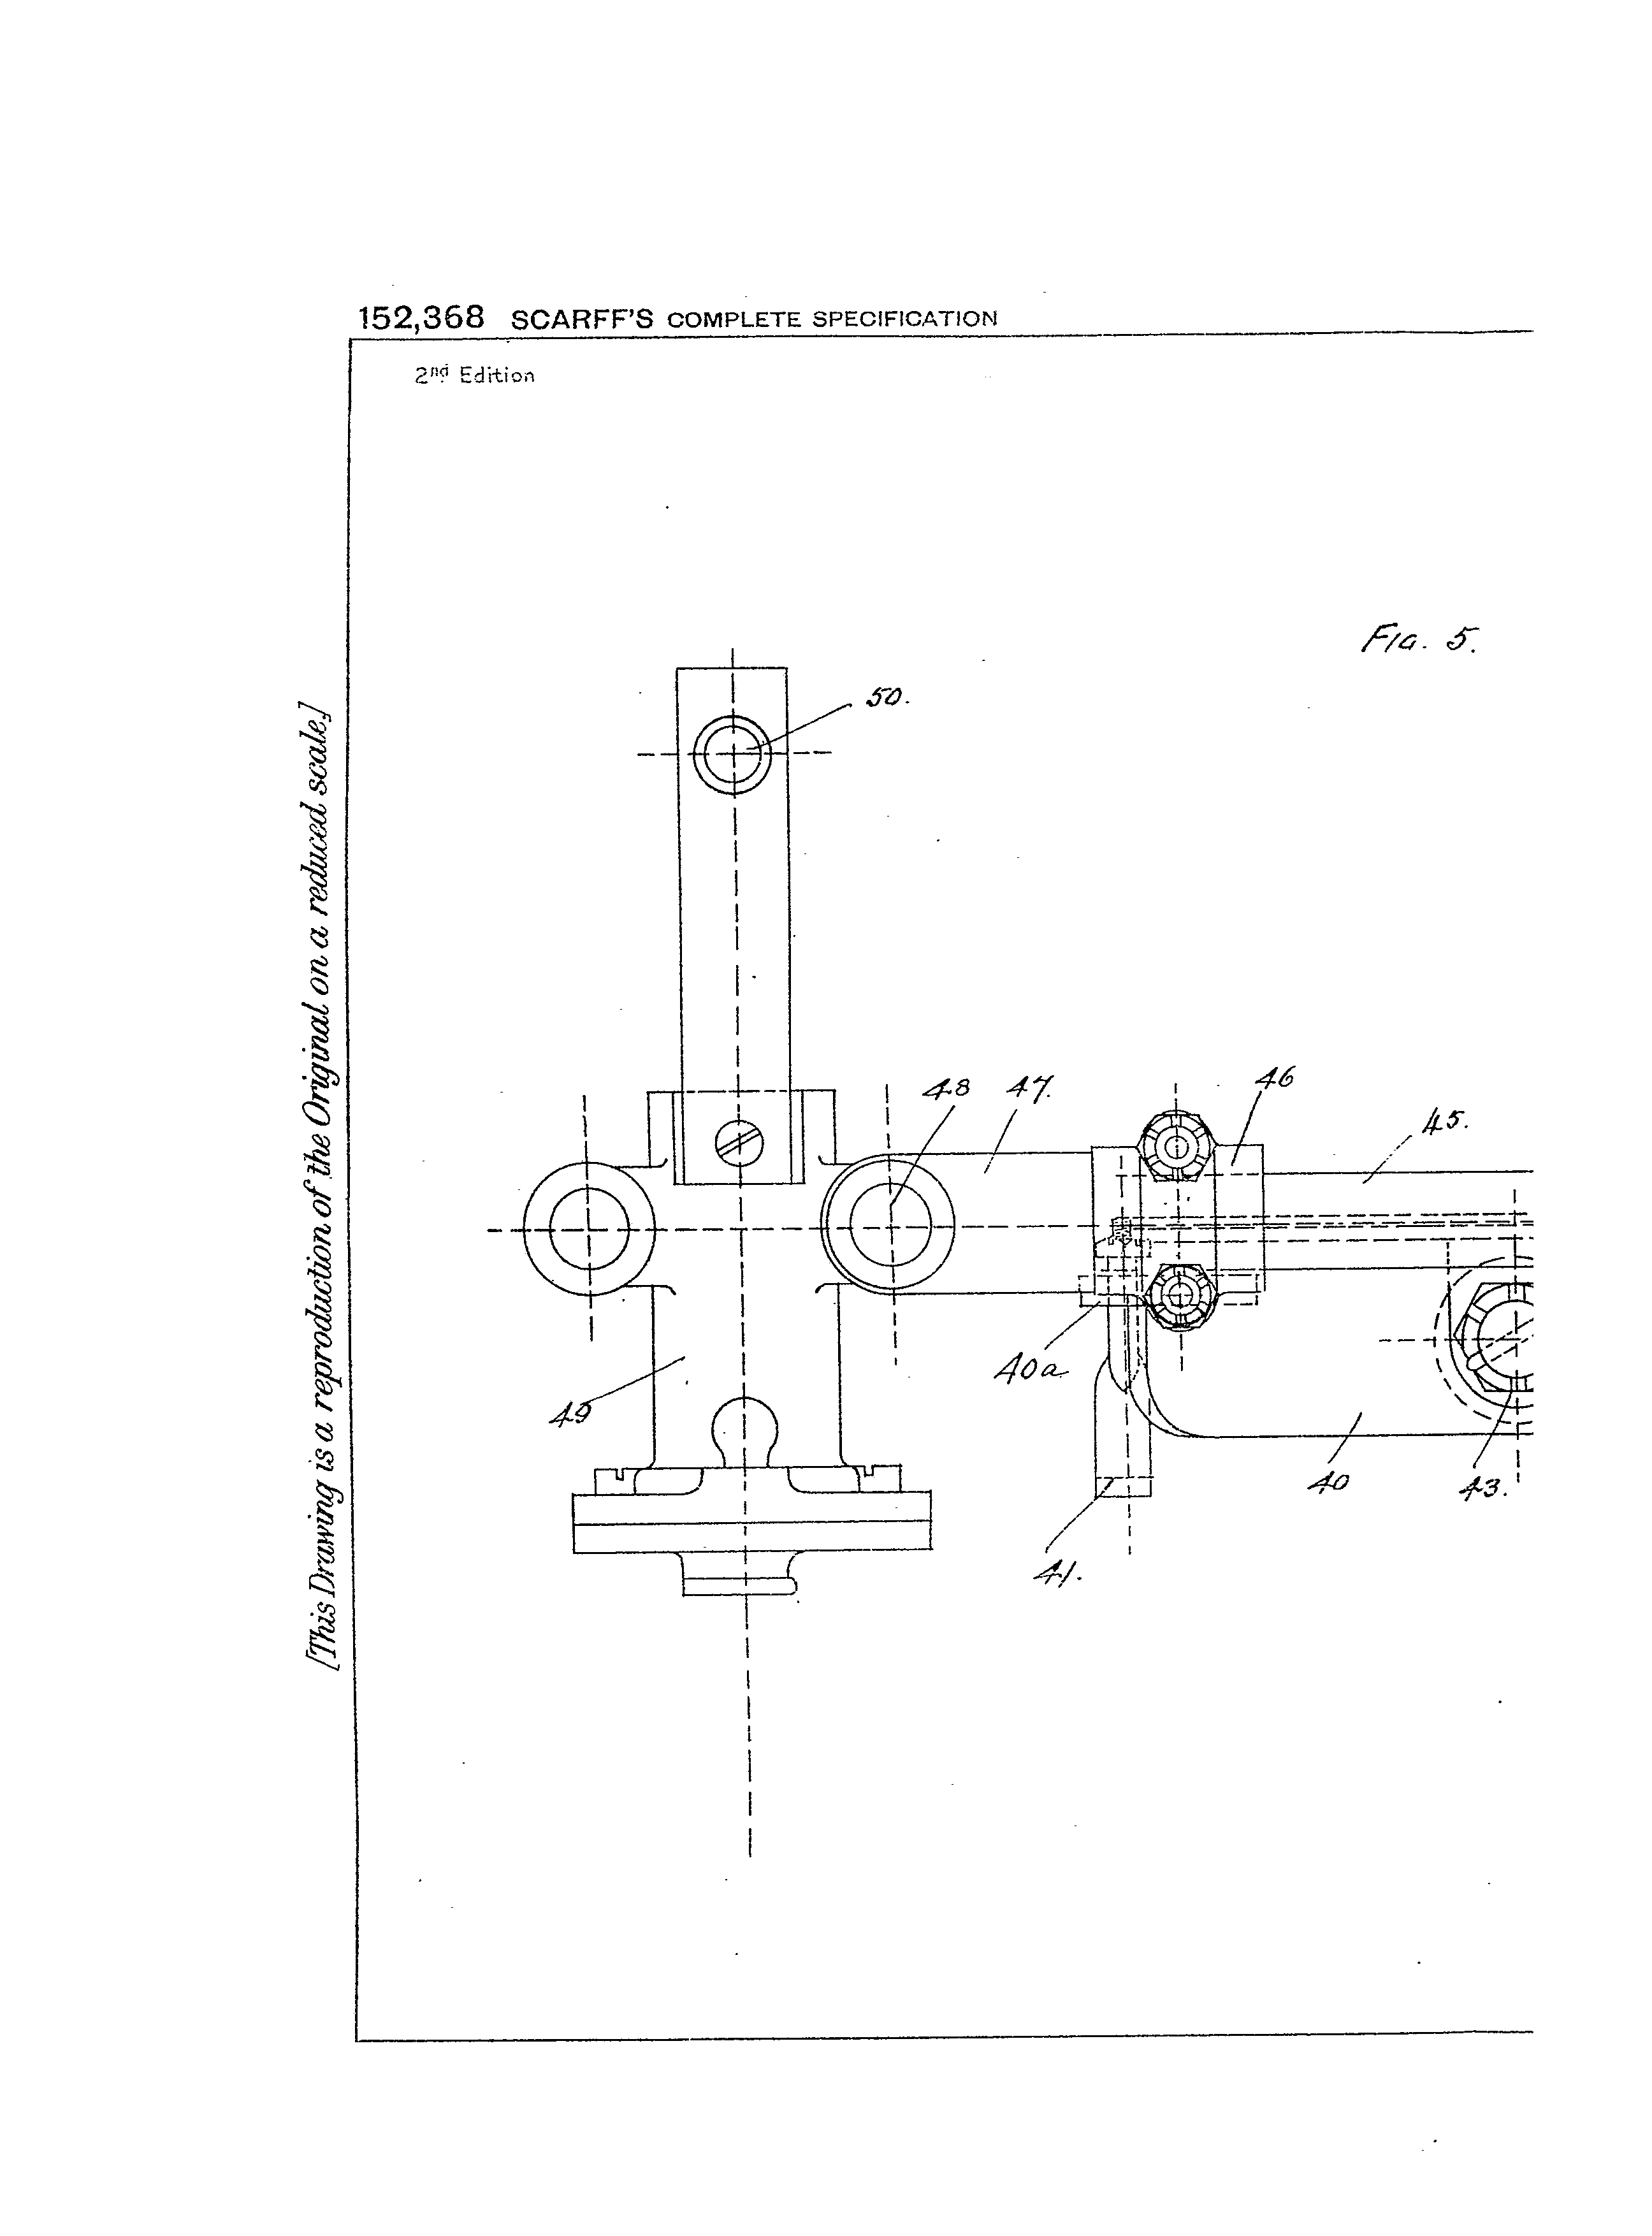 152,368 SCARFF'S COMPLETE SPECIFICATION
2nd Edition
[This Drawing is a reproduction of the Original on a reduced scale.]
FIG. 5.
50.
48 47. 46
45.
40a
49
40 43.
41.